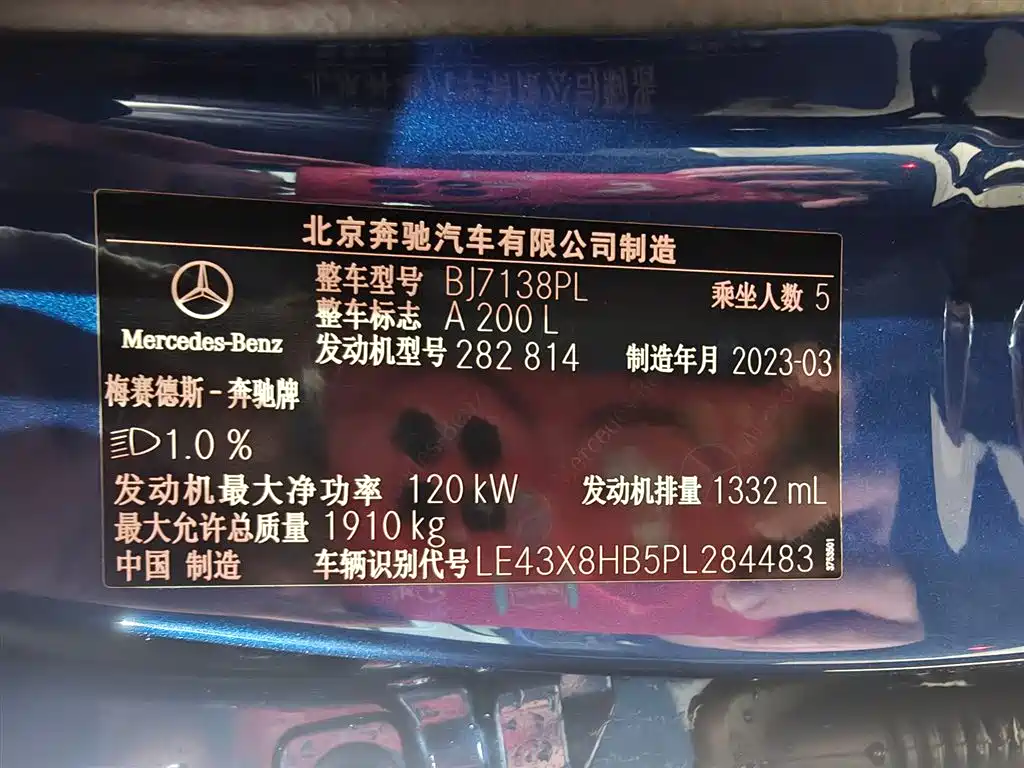 北京奔驰汽车有限公司制造
整车型号 BJ7138PL 乘坐人数 5
整车标志 A 200 L
Mercedes-Benz
发动机型号 282 814 制造年月 2023-03
梅赛德斯-奔驰牌
1.0 %
发动机最大净功率 120 kW 发动机排量 1332 mL
最大允许总质量 1910 kg
中国 制造 车辆识别代号 LE43X8HB5PL284483